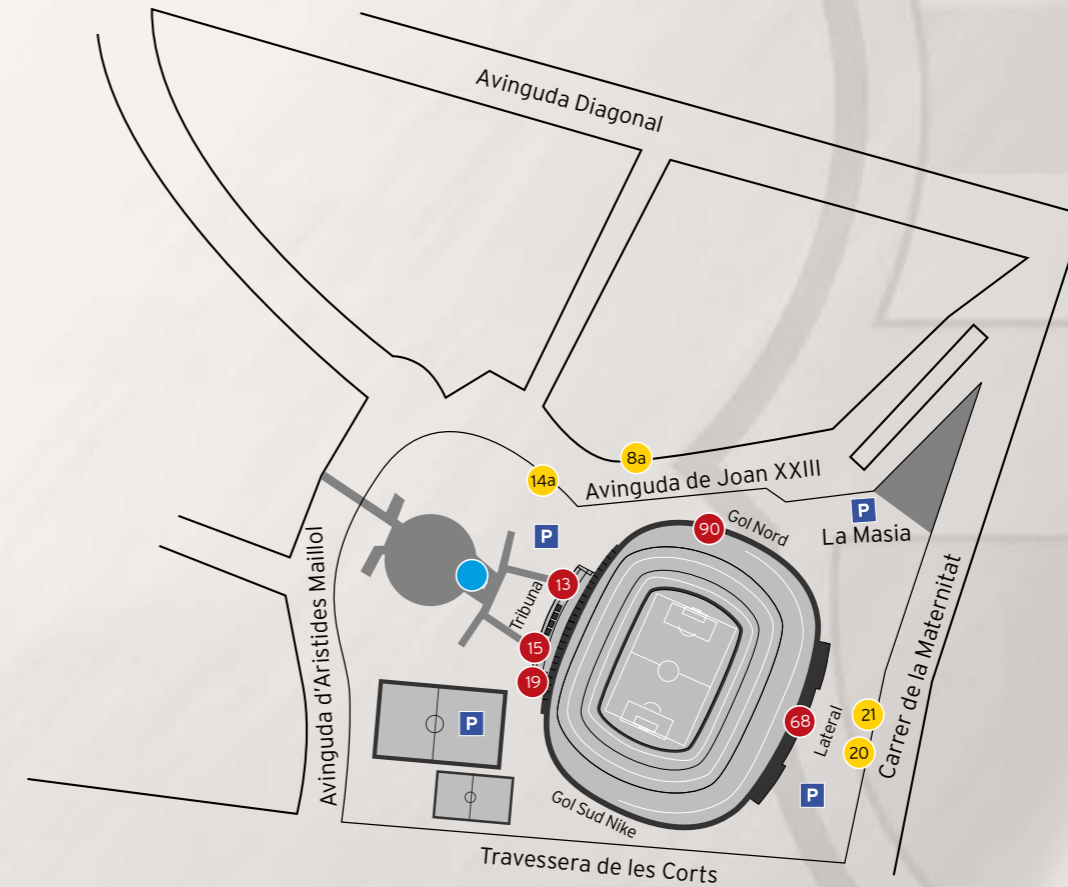 Avinguda Diagonal
8a
14a
Avinguda de Joan XXIII
P
La Masia
90
Gol Nord
P
13
Tribuna
15
19
Avinguda d'Aristides Maillol
P
68
Lateral
21
20
Carrer de la Maternitat
P
Gol Sud Nike
Travessera de les Corts